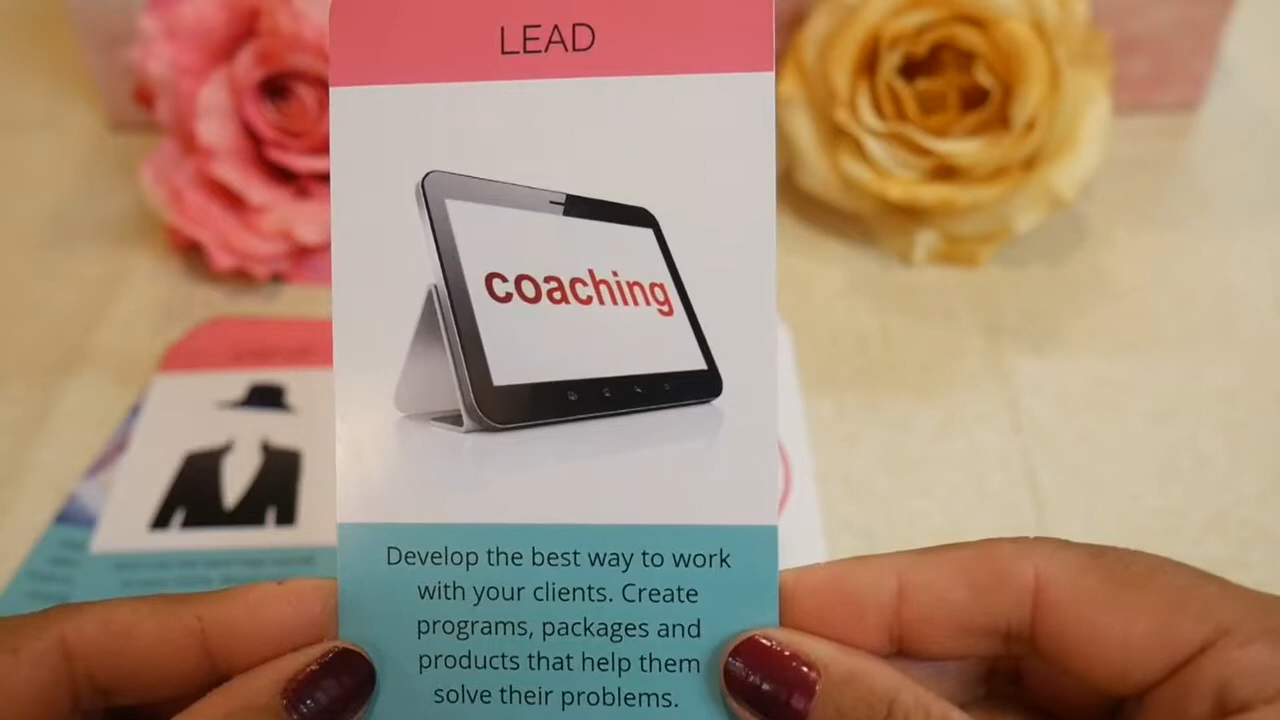 LEAD
coaching
Develop the best way to work
with your clients. Create
programs, packages and
products that help them
solve their problems.